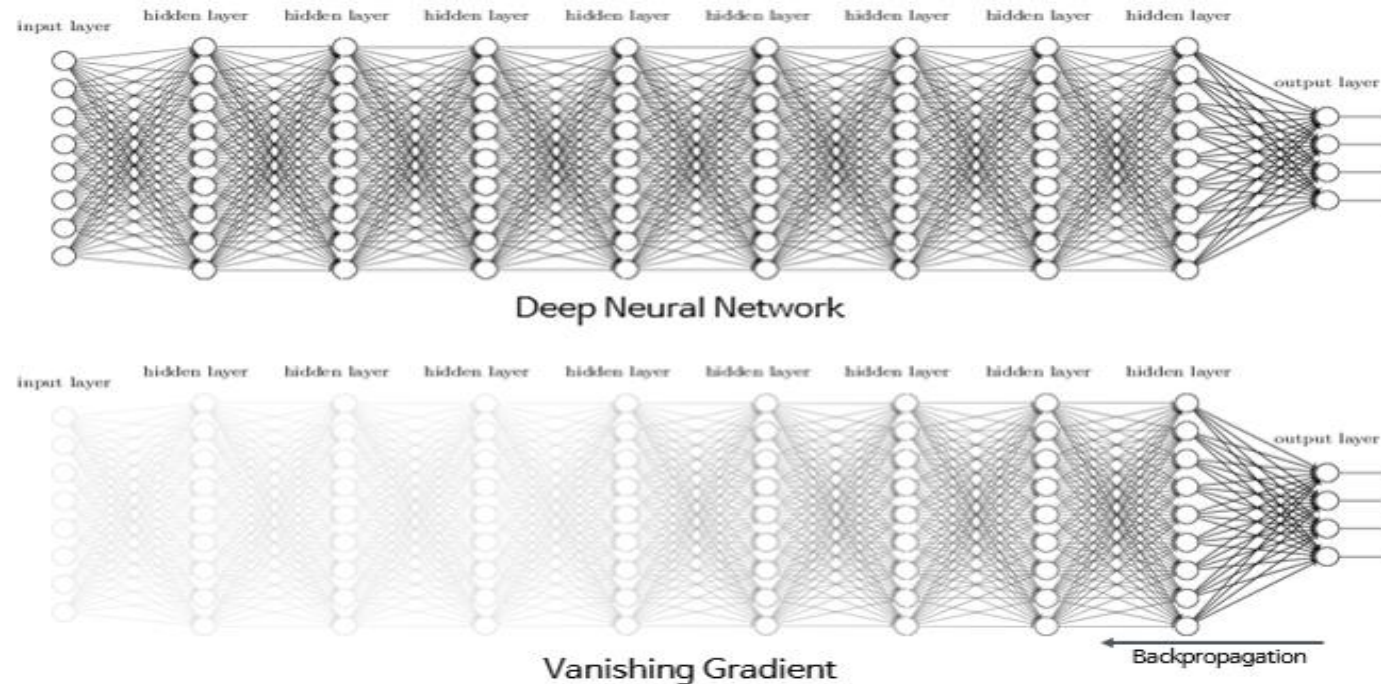 hidden layer hidden layer hidden layer hidden layer hidden layer hidden layer hidden layer hidden layer
input layer
output layer
Deep Neural Network
hidden layer hidden layer hidden layer hidden layer hidden layer hidden layer hidden layer hidden layer
input layer
output layer
Backpropagation
Vanishing Gradient